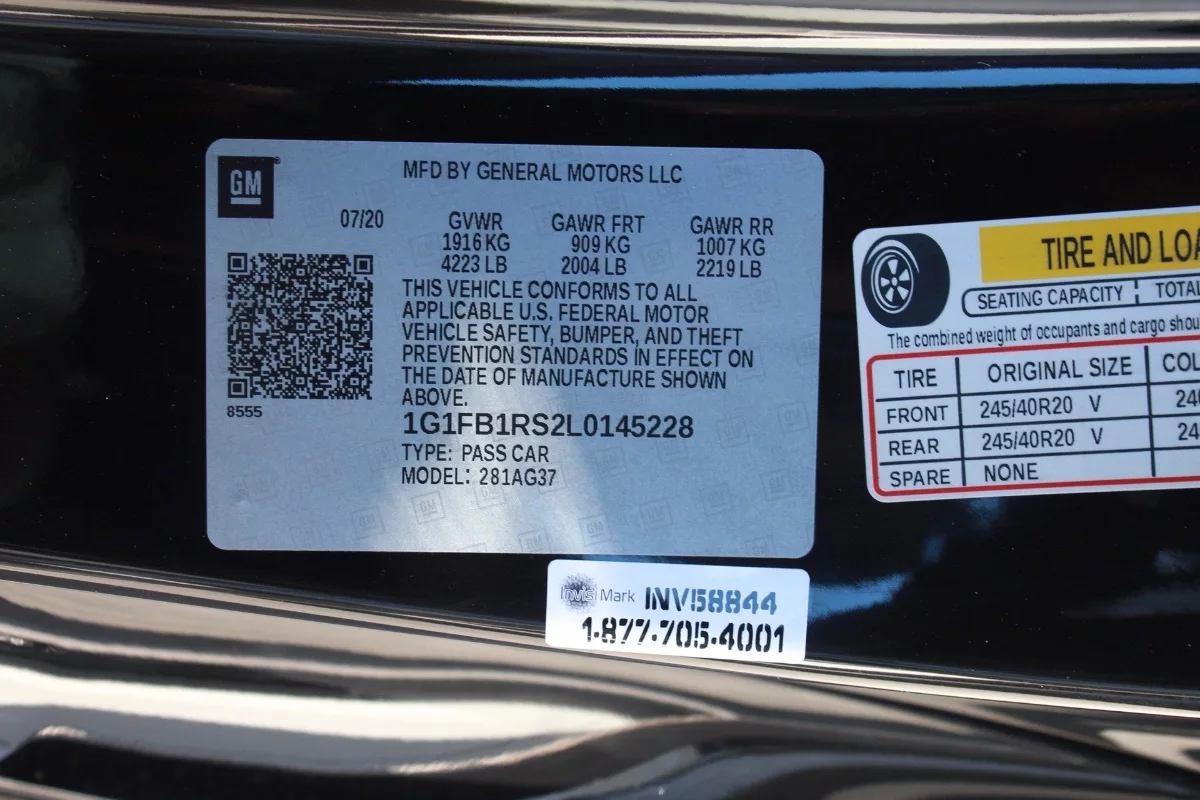 GM
MFD BY GENERAL MOTORS LLC
07/20
GVWR GAWR FRT GAWR RR
1916 KG 909 KG 1007 KG
4223 LB 2004 LB 2219 LB
THIS VEHICLE CONFORMS TO ALL
APPLICABLE U.S. FEDERAL MOTOR
VEHICLE SAFETY, BUMPER, AND THEFT
PREVENTION STANDARDS IN EFFECT ON
THE DATE OF MANUFACTURE SHOWN
ABOVE.
8555
1G1FB1RS2L0145228
TYPE: PASS CAR
MODEL: 281AG37
InvisiMark INV58844
1-877-705-4001
TIRE AND LOA
SEATING CAPACITY TOTAL
The combined weight of occupants and cargo shou
TIRE ORIGINAL SIZE COL
FRONT 245/40R20 V 240
REAR 245/40R20 V 24
SPARE NONE